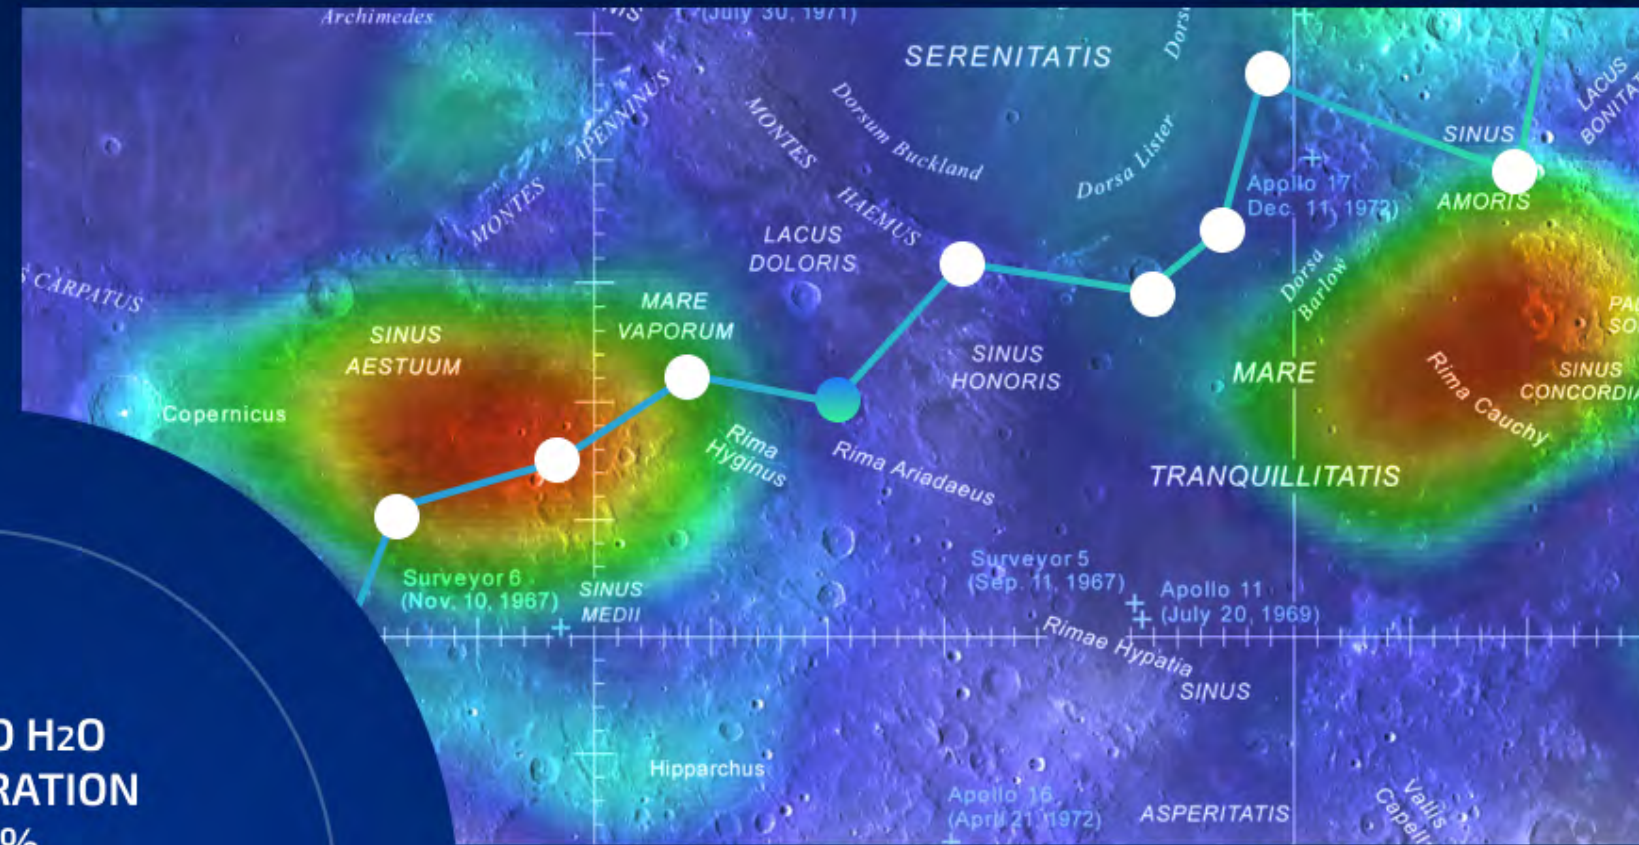 Archimedes
(July 30, 1971)
SERENITATIS
Dorsum Buckland
Dorsa Lister
MONTES
HAEMUS
MONTES
APENNINUS
LACUS
SINUS
AMORIS
Apollo 17
Dec. 11, 1972)
LACUS
DOLORIS
CARPATUS
MARE
VAPORUM
SINUS
AESTUUM
Copernicus
SINUS
HONORIS
Dorsa
Barlow
MARE
TRANQUILLITATIS
SINUS
Rima Cauchy
Rima
Hyginus
Rima Ariadaeus
Surveyor 6
(Nov. 10, 1967)
SINUS
MEDII
Surveyor 5
(Sep. 11, 1967)
Apollo 11
(July 20, 1969)
Rimae Hypatia
SINUS
ASPERITATIS
Hipparchus
Apollo 16
(April 21, 1972)
Vallis
Capell
H2O
RATION
%